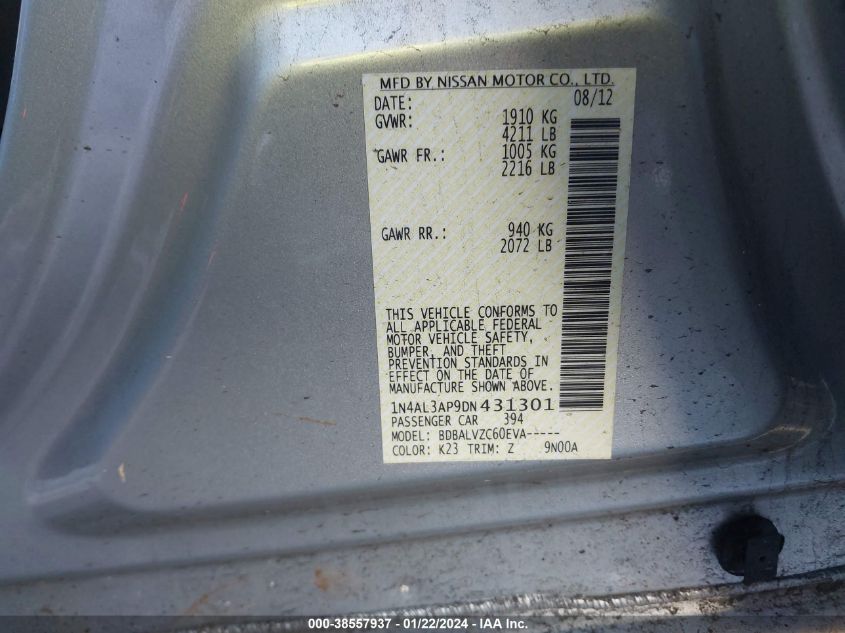 MFD BY NISSAN MOTOR CO., LTD.
DATE: 08/12
GVWR: 1910 KG
4211 LB
GAWR FR.: 1005 KG
2216 LB
GAWR RR.: 940 KG
2072 LB
THIS VEHICLE CONFORMS TO
ALL APPLICABLE FEDERAL
MOTOR VEHICLE SAFETY,
BUMPER, AND THEFT
PREVENTION STANDARDS IN
EFFECT ON THE DATE OF
MANUFACTURE SHOWN ABOVE.
1N4AL3AP9DN431301
PASSENGER CAR 394
MODEL: BDBALVZC60EVA-----
COLOR: K23 TRIM: Z 9N00A
000-38557937 - 01/22/2024 - IAA Inc.